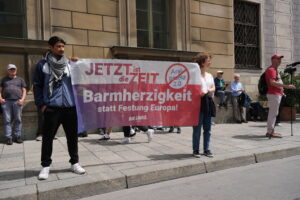 JETZT ist die ZEIT
Barmherzigkeit
statt Festung Europa!